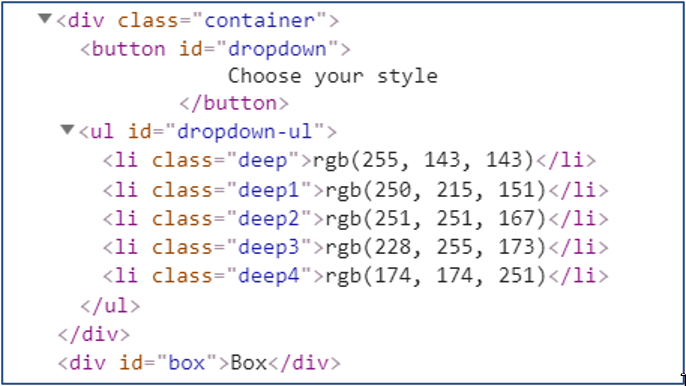 ▼<div class="container">
<button id="dropdown">
Choose your style
</button>
▼<ul id="dropdown-ul">
<li class="deep">rgb(255, 143, 143)</li>
<li class="deep1">rgb(250, 215, 151)</li>
<li class="deep2">rgb(251, 251, 167)</li>
<li class="deep3">rgb(228, 255, 173)</li>
<li class="deep4">rgb(174, 174, 251)</li>
</ul>
</div>
<div id="box">Box</div>